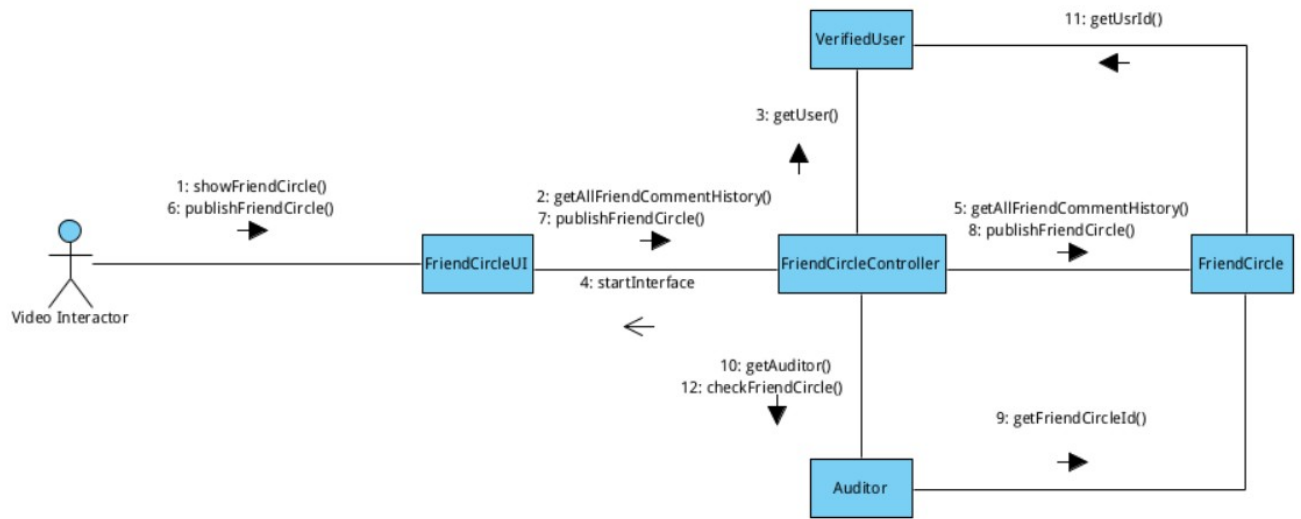 11: getUsrId()
VerifiedUser
3: getUser()
1: showFriendCircle()
6: publishFriendCircle()
2: getAllFriendCommentHistory()
7: publishFriendCircle()
5: getAllFriendCommentHistory()
8: publishFriendCircle()
FriendCircleUI
FriendCircleController
FriendCircle
4: startInterface
Video Interactor
10: getAuditor()
12: checkFriendCircle()
9: getFriendCircleId()
Auditor